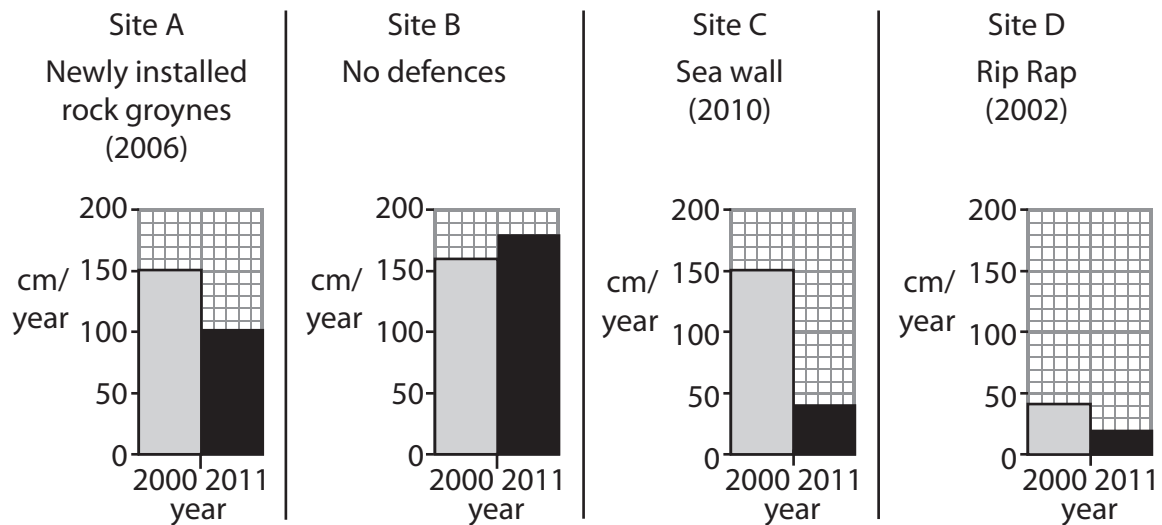 Site A
Newly installed
rock groynes
(2006)
200
150
100
50
0
cm/
year
2000 2011
year
Site B
No defences
200
150
100
50
0
cm/
year
2000 2011
year
Site C
Sea wall
(2010)
200
150
100
50
0
cm/
year
2000 2011
year
Site D
Rip Rap
(2002)
200
150
100
50
0
cm/
year
2000 2011
year